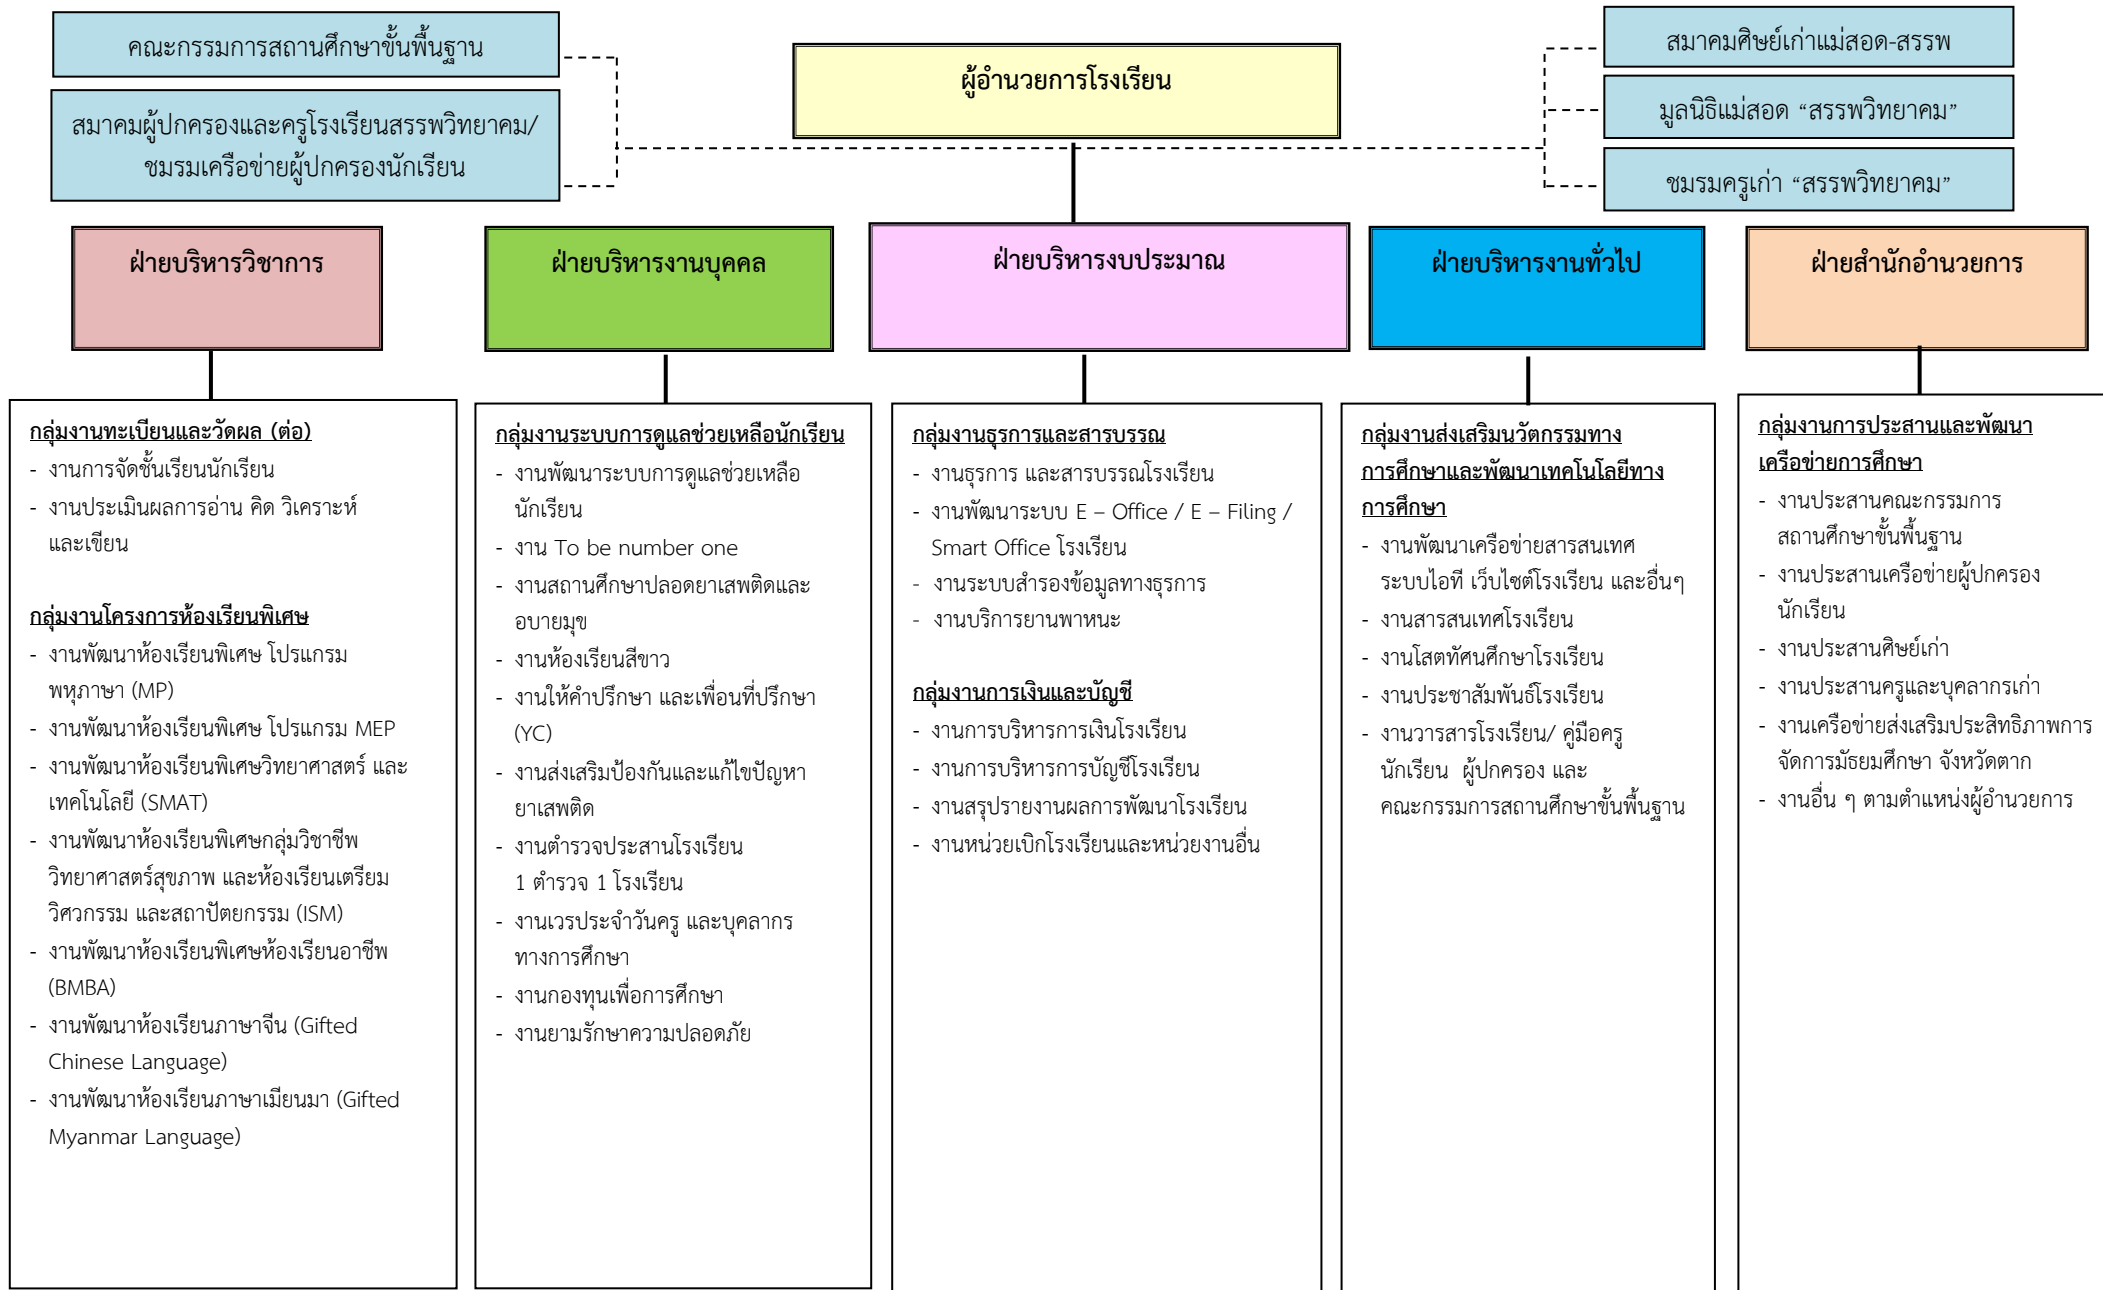 คณะกรรมการสถานศึกษาขั้นพื้นฐาน
สมาคมผู้ปกครองและครูโรงเรียนสรรพวิทยาคม/
ชมรมเครือข่ายผู้ปกครองนักเรียน
ผู้อำนวยการโรงเรียน
สมาคมศิษย์เก่าแม่สอด-สรรพ
มูลนิธิแม่สอด “สรรพวิทยาคม”
ชมรมครูเก่า “สรรพวิทยาคม”
ฝ่ายบริหารวิชาการ
ฝ่ายบริหารงานบุคคล
ฝ่ายบริหารงบประมาณ
ฝ่ายบริหารงานทั่วไป
ฝ่ายสำนักอำนวยการ
กลุ่มงานทะเบียนและวัดผล (ต่อ)
- งานการจัดชั้นเรียนนักเรียน
- งานประเมินผลการอ่าน คิด วิเคราะห์
และเขียน
กลุ่มงานโครงการห้องเรียนพิเศษ
- งานพัฒนาห้องเรียนพิเศษ โปรแกรม
พหุภาษา (MP)
- งานพัฒนาห้องเรียนพิเศษ โปรแกรม MEP
- งานพัฒนาห้องเรียนพิเศษวิทยาศาสตร์ และ
เทคโนโลยี (SMAT)
- งานพัฒนาห้องเรียนพิเศษกลุ่มวิชาชีพ
วิทยาศาสตร์สุขภาพ และห้องเรียนเตรียม
วิศวกรรม และสถาปัตยกรรม (ISM)
- งานพัฒนาห้องเรียนพิเศษห้องเรียนอาชีพ
(BMBA)
- งานพัฒนาห้องเรียนภาษาจีน (Gifted
Chinese Language)
- งานพัฒนาห้องเรียนภาษาเมียนมา (Gifted
Myanmar Language)
กลุ่มงานระบบการดูแลช่วยเหลือนักเรียน
- งานพัฒนาระบบการดูแลช่วยเหลือ
นักเรียน
- งาน To be number one
- งานสถานศึกษาปลอดยาเสพติดและ
อบายมุข
- งานห้องเรียนสีขาว
- งานให้คำปรึกษา และเพื่อนที่ปรึกษา
(YC)
- งานส่งเสริมป้องกันและแก้ไขปัญหา
ยาเสพติด
- งานตำรวจประสานโรงเรียน
1 ตำรวจ 1 โรงเรียน
- งานเวรประจำวันครู และบุคลากร
ทางการศึกษา
- งานกองทุนเพื่อการศึกษา
- งานยามรักษาความปลอดภัย
กลุ่มงานธุรการและสารบรรณ
- งานธุรการ และสารบรรณโรงเรียน
- งานพัฒนาระบบ E – Office / E – Filing /
Smart Office โรงเรียน
- งานระบบสำรองข้อมูลทางธุรการ
- งานบริการยานพาหนะ
กลุ่มงานการเงินและบัญชี
- งานการบริหารการเงินโรงเรียน
- งานการบริหารการบัญชีโรงเรียน
- งานสรุปรายงานผลการพัฒนาโรงเรียน
- งานหน่วยเบิกโรงเรียนและหน่วยงานอื่น
กลุ่มงานส่งเสริมนวัตกรรมทาง
การศึกษาและพัฒนาเทคโนโลยีทาง
การศึกษา
- งานพัฒนาเครือข่ายสารสนเทศ
ระบบไอที เว็บไซต์โรงเรียน และอื่นๆ
- งานสารสนเทศโรงเรียน
- งานโสตทัศนศึกษาโรงเรียน
- งานประชาสัมพันธ์โรงเรียน
- งานวารสารโรงเรียน/ คู่มือครู
นักเรียน ผู้ปกครอง และ
คณะกรรมการสถานศึกษาขั้นพื้นฐาน
กลุ่มงานการประสานและพัฒนา
เครือข่ายการศึกษา
- งานประสานคณะกรรมการ
สถานศึกษาขั้นพื้นฐาน
- งานประสานเครือข่ายผู้ปกครอง
นักเรียน
- งานประสานศิษย์เก่า
- งานประสานครูและบุคลากรเก่า
- งานเครือข่ายส่งเสริมประสิทธิภาพการ
จัดการมัธยมศึกษา จังหวัดตาก
- งานอื่น ๆ ตามตำแหน่งผู้อำนวยการ